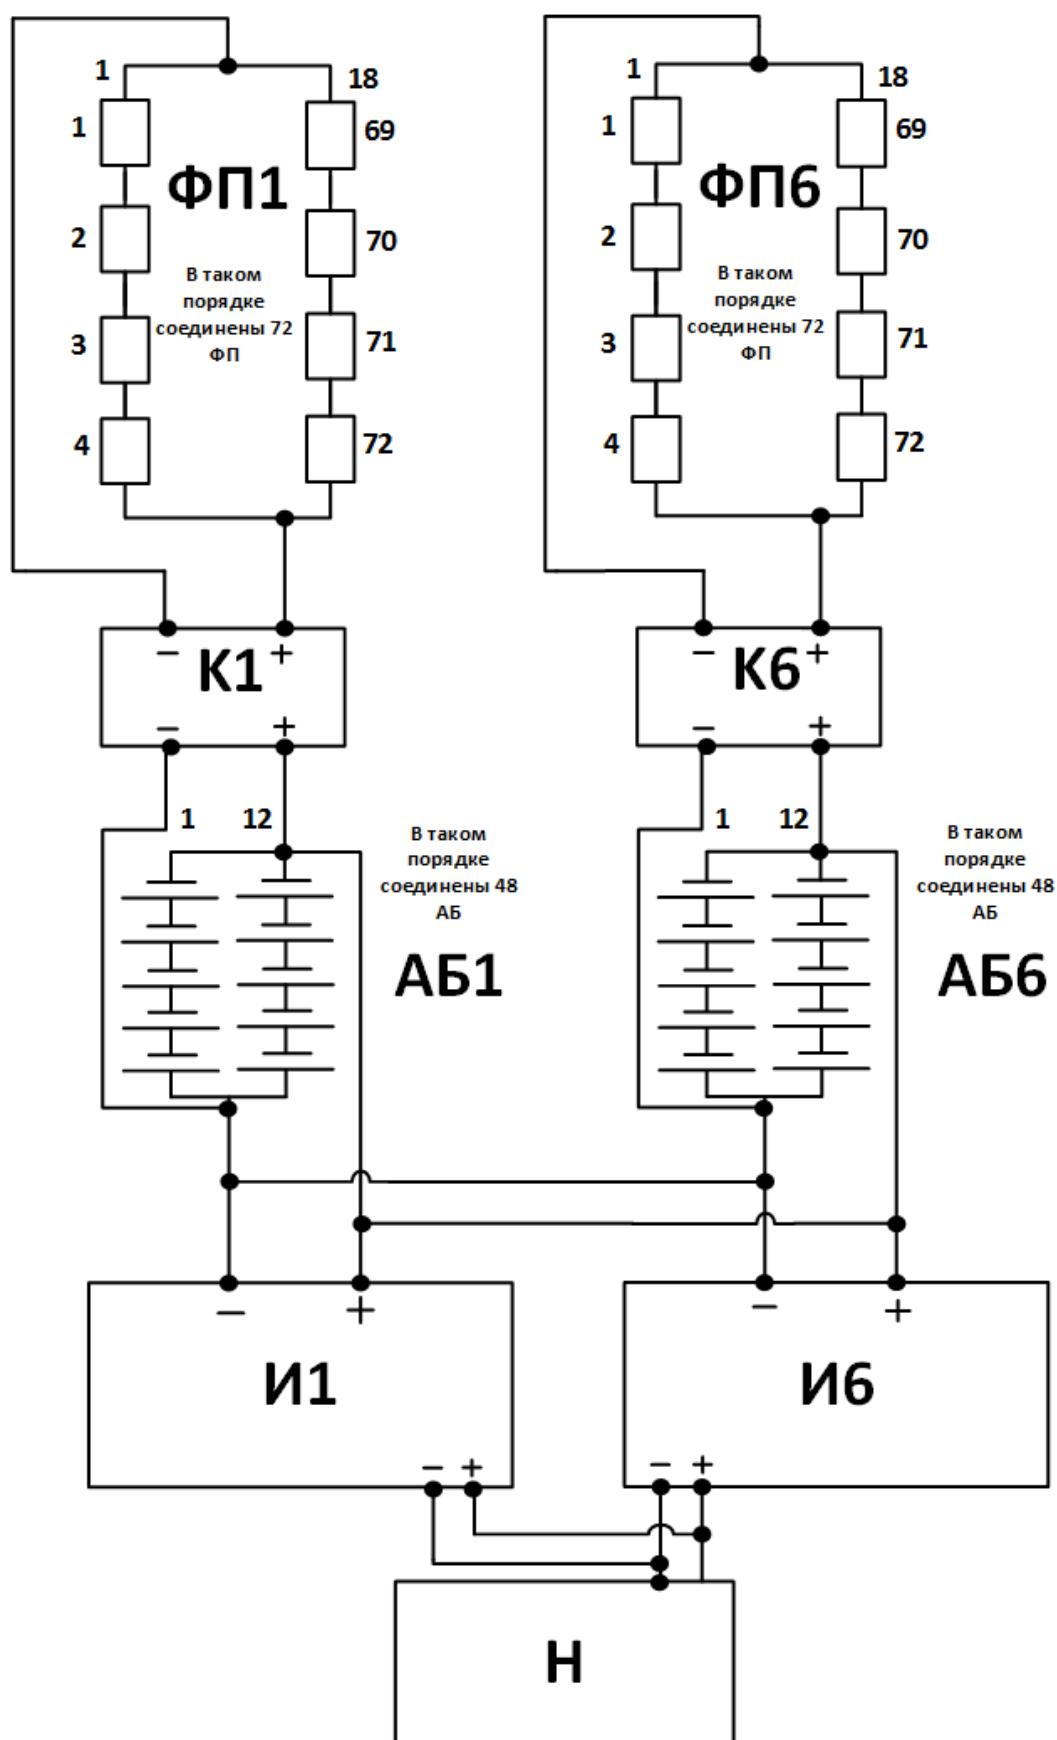 1
18
1
69
ФП1
2
70
В таком
порядке
соединены 72
ФП
3
71
4
72
1
18
1
69
ФП6
2
70
В таком
порядке
соединены 72
ФП
3
71
4
72
− +
К1
− +
− +
К6
− +
1 12
В таком
порядке
соединены 48
АБ
АБ1
1 12
В таком
порядке
соединены 48
АБ
АБ6
− +
И1
− +
− +
И6
− +
Н